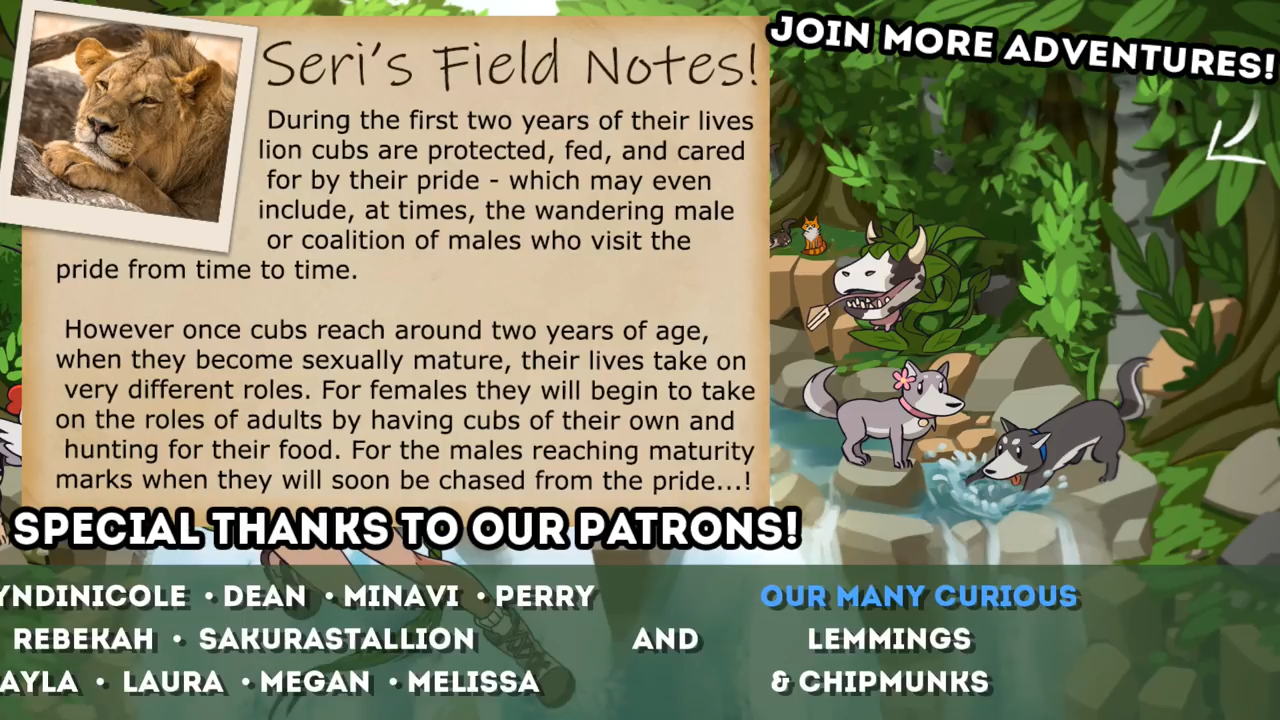 JOIN MORE ADVENTURES!
Seri's Field Notes!
During the first two years of their lives
lion cubs are protected, fed, and cared
for by their pride - which may even
include, at times, the wandering male
or coalition of males who visit the
pride from time to time.
However once cubs reach around two years of age,
when they become sexually mature, their lives take on
very different roles. For females they will begin to take
on the roles of adults by having cubs of their own and
hunting for their food. For the males reaching maturity
marks when they will soon be chased from the pride...!
SPECIAL THANKS TO OUR PATRONS!
YNDINICOLE • DEAN • MINAVI • PERRY
REBEKAH • SAKURASTALLION
AYLA • LAURA • MEGAN • MELISSA
AND
OUR MANY CURIOUS
LEMMINGS
& CHIPMUNKS